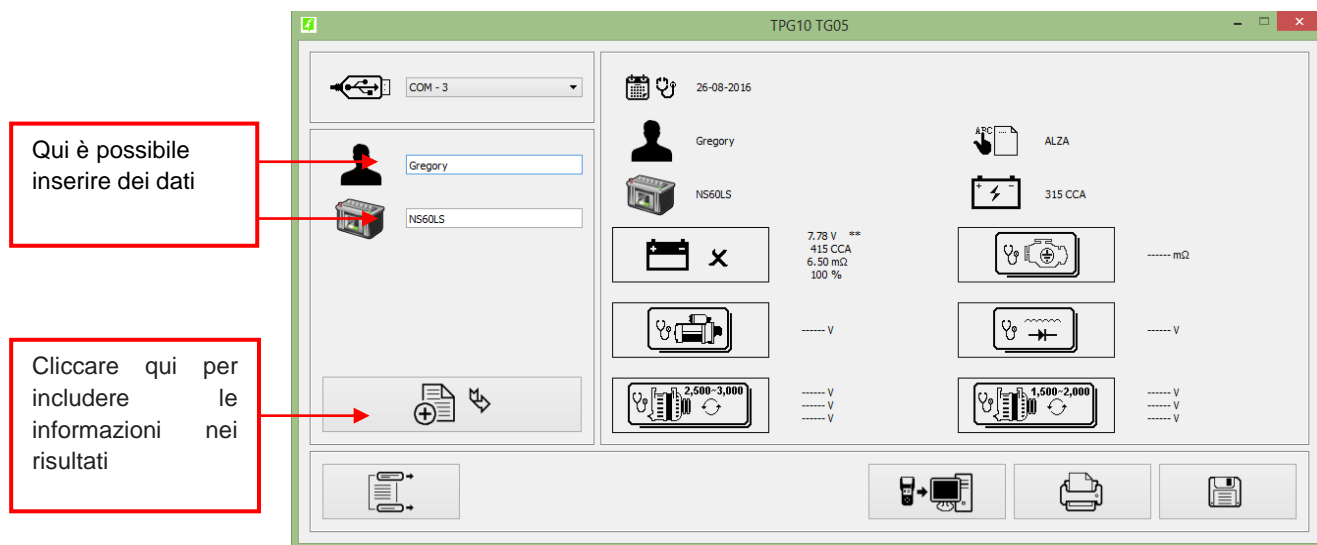 TPG10 TG05
COM - 3
Qui è possibile
inserire dei dati
Gregory
NS60LS
Cliccare qui per
includere le
informazioni nei
risultati
26-08-2016
Gregory
ALZA
NS60LS
315 CCA
7.78 V **
415 CCA
6.50 mΩ
100 %
------ mΩ
------ V
------ V
2,500~3,000
------ V
------ V
------ V
1,500~2,000
------ V
------ V
------ V